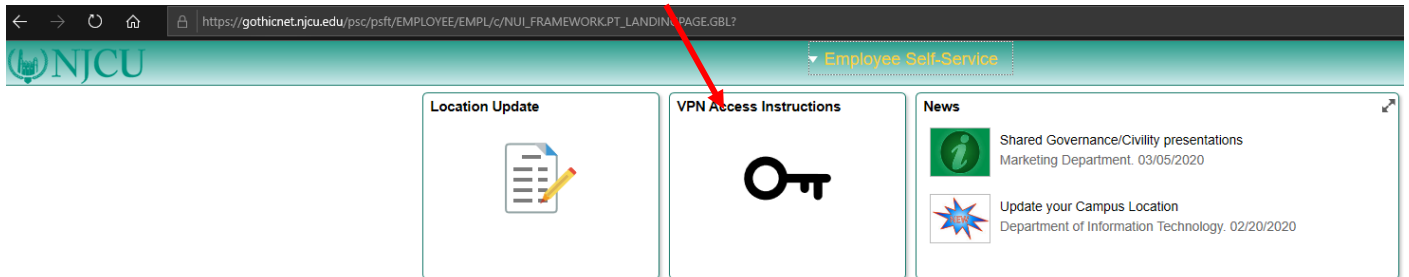 https://gothicnet.njcu.edu/psc/psft/EMPLOYEE/EMPL/c/NUI_FRAMEWORK.PT_LANDINGPAGE.GBL?
NJCU
Employee Self-Service
Location Update
VPN Access Instructions
News
Shared Governance/Civility presentations
Marketing Department. 03/05/2020
NEW
Update your Campus Location
Department of Information Technology. 02/20/2020